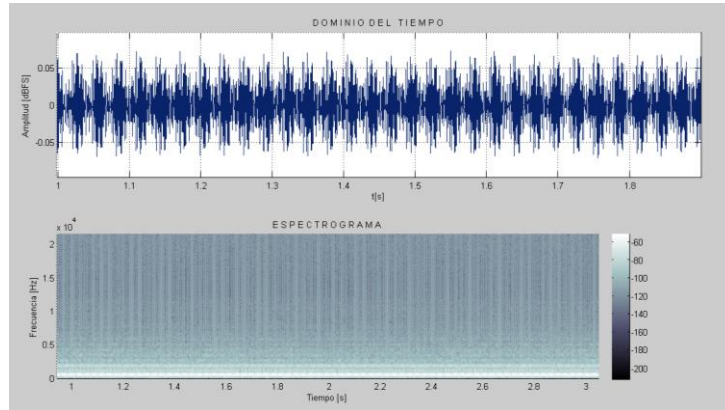 DOMINIO DEL TIEMPO
Amplitud [dBFS]
0.05
0
-0.05
1 1.1 1.2 1.3 1.4 1.5 1.6 1.7 1.8
t[s]
x 10^4
ESPECTROGRAMA
Frecuencia [Hz]
2
1.5
1
0.5
0
1 1.2 1.4 1.6 1.8 2 2.2 2.4 2.6 2.8 3
Tiempo [s]
-60
-80
-100
-120
-140
-160
-180
-200